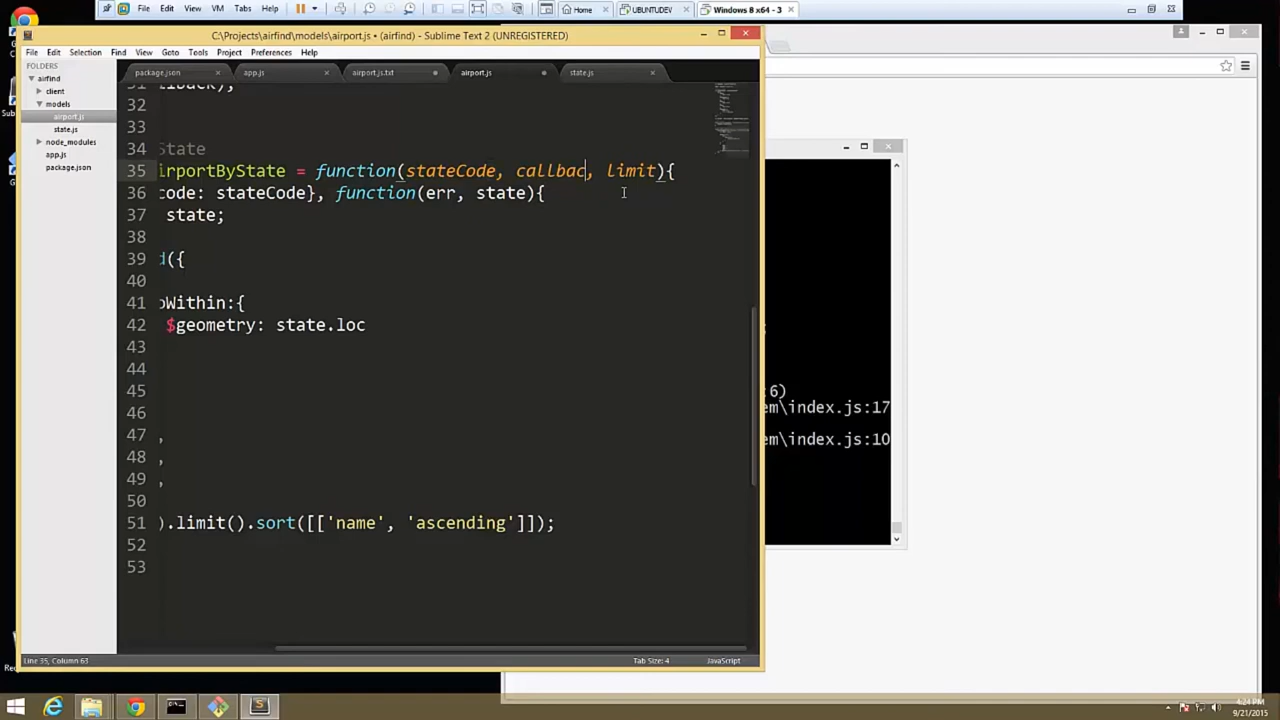 File Edit View VM Tabs Help Home UBUNTUDEV Windows 8 x64 - 3
C:\Projects\airfind\models\airport.js • (airfind) - Sublime Text 2 (UNREGISTERED)
File Edit Selection Find View Goto Tools Project Preferences Help
FOLDERS
airfind
client
models
airport.js
state.js
node_modules
app.js
package.json
package.json app.js airport.js.txt airport.js state.js
32
33
34 State
35 irportByState = function(stateCode, callbac, limit){
36 code: stateCode}, function(err, state){
37 state;
38
39 d({
40
41 oWithin:{
42 $geometry: state.loc
43
44
45
46
47 ,
48 ,
49 ,
50
51 ).limit().sort([['name', 'ascending']]);
52
53
:6)
em\index.js:17
em\index.js:10
Line 35, Column 63 Tab Size: 4 JavaScript
4:24 PM
9/21/2015